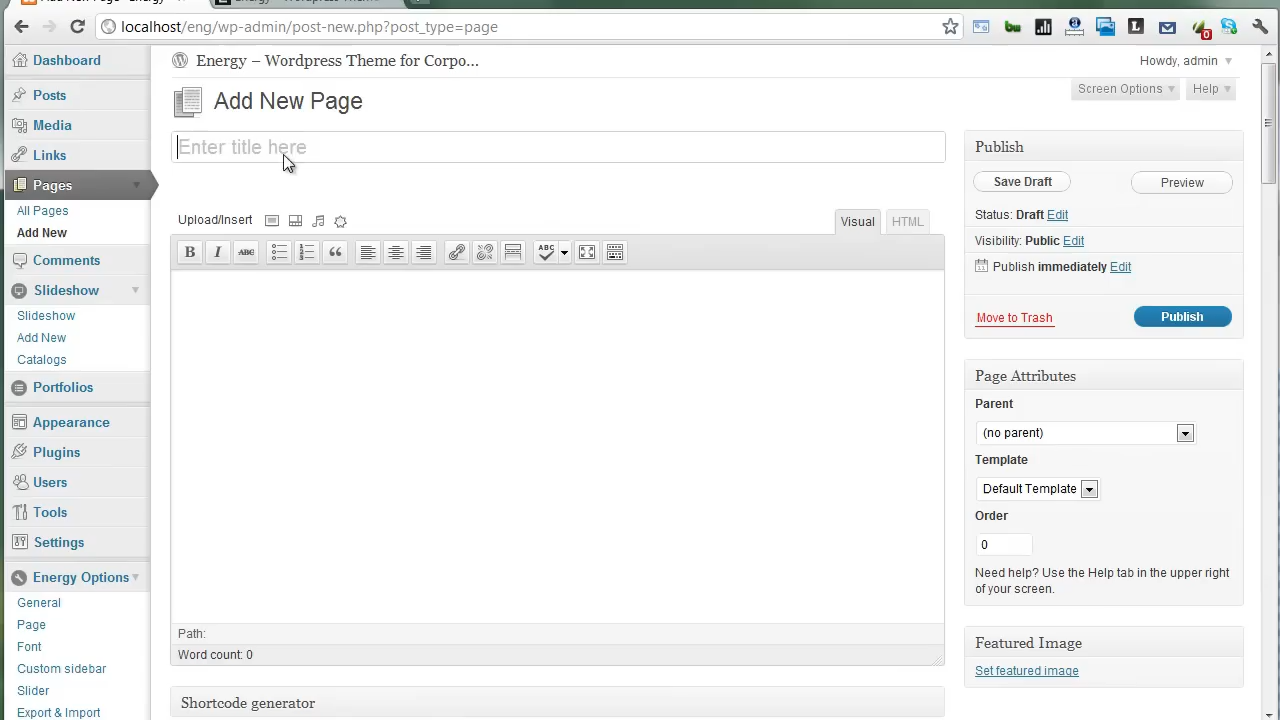 localhost/eng/wp-admin/post-new.php?post_type=page
Energy – Wordpress Theme for Corpo...
Howdy, admin
Screen Options
Help
Dashboard
Posts
Media
Links
Pages
All Pages
Add New
Comments
Slideshow
Slideshow
Add New
Catalogs
Portfolios
Appearance
Plugins
Users
Tools
Settings
Energy Options
General
Page
Font
Custom sidebar
Slider
Export & Import
Add New Page
Enter title here
Upload/Insert
Visual
HTML
B
I
ABC
ABC
Path:
Word count: 0
Shortcode generator
Publish
Save Draft
Preview
Status: Draft Edit
Visibility: Public Edit
Publish immediately Edit
Move to Trash
Publish
Page Attributes
Parent
(no parent)
Template
Default Template
Order
0
Need help? Use the Help tab in the upper right
of your screen.
Featured Image
Set featured image